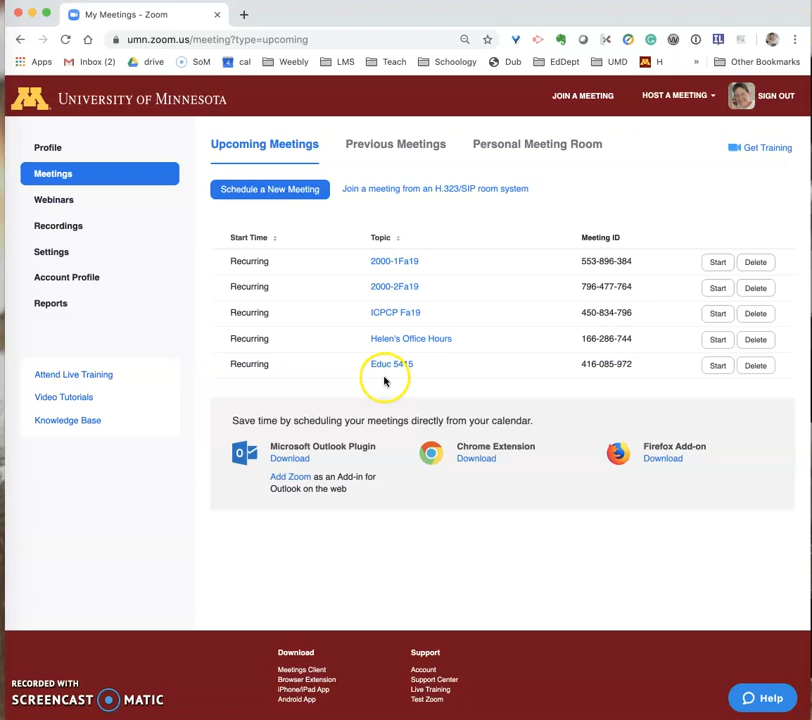 My Meetings - Zoom
umn.zoom.us/meeting?type=upcoming
Apps Inbox (2) drive SoM cal Weebly LMS Teach Schoology Dub EdDept UMD H » Other Bookmarks
UNIVERSITY OF MINNESOTA JOIN A MEETING HOST A MEETING SIGN OUT
Profile
Meetings
Webinars
Recordings
Settings
Account Profile
Reports
Attend Live Training
Video Tutorials
Knowledge Base
Upcoming Meetings Previous Meetings Personal Meeting Room Get Training
Schedule a New Meeting Join a meeting from an H.323/SIP room system
Start Time Topic Meeting ID
Recurring 2000-1Fa19 553-896-384 Start Delete
Recurring 2000-2Fa19 796-477-764 Start Delete
Recurring ICPCP Fa19 450-834-796 Start Delete
Recurring Helen's Office Hours 166-286-744 Start Delete
Recurring Educ 5415 416-085-972 Start Delete
Save time by scheduling your meetings directly from your calendar.
Microsoft Outlook Plugin
Download
Add Zoom as an Add-in for
Outlook on the web
Chrome Extension
Download
Firefox Add-on
Download
Download
Meetings Client
Browser Extension
iPhone/iPad App
Android App
Support
Account
Support Center
Live Training
Test Zoom
RECORDED WITH
SCREENCAST MATIC
Help